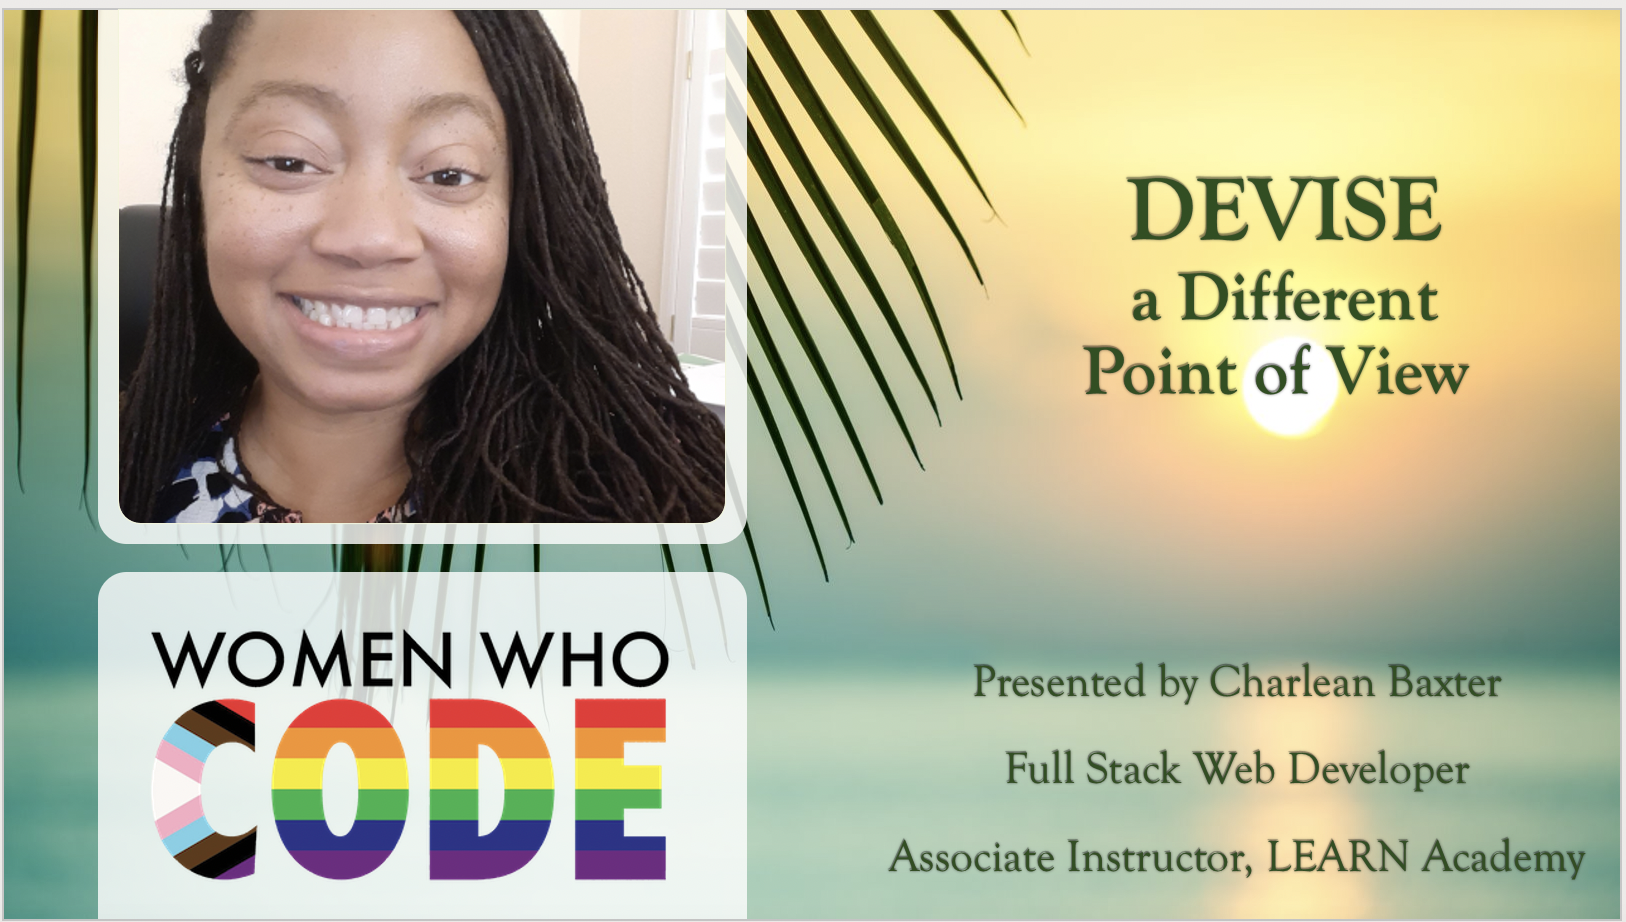 DEVISE
a Different
Point of View
WOMEN WHO
CODE
Presented by Charlean Baxter
Full Stack Web Developer
Associate Instructor, LEARN Academy